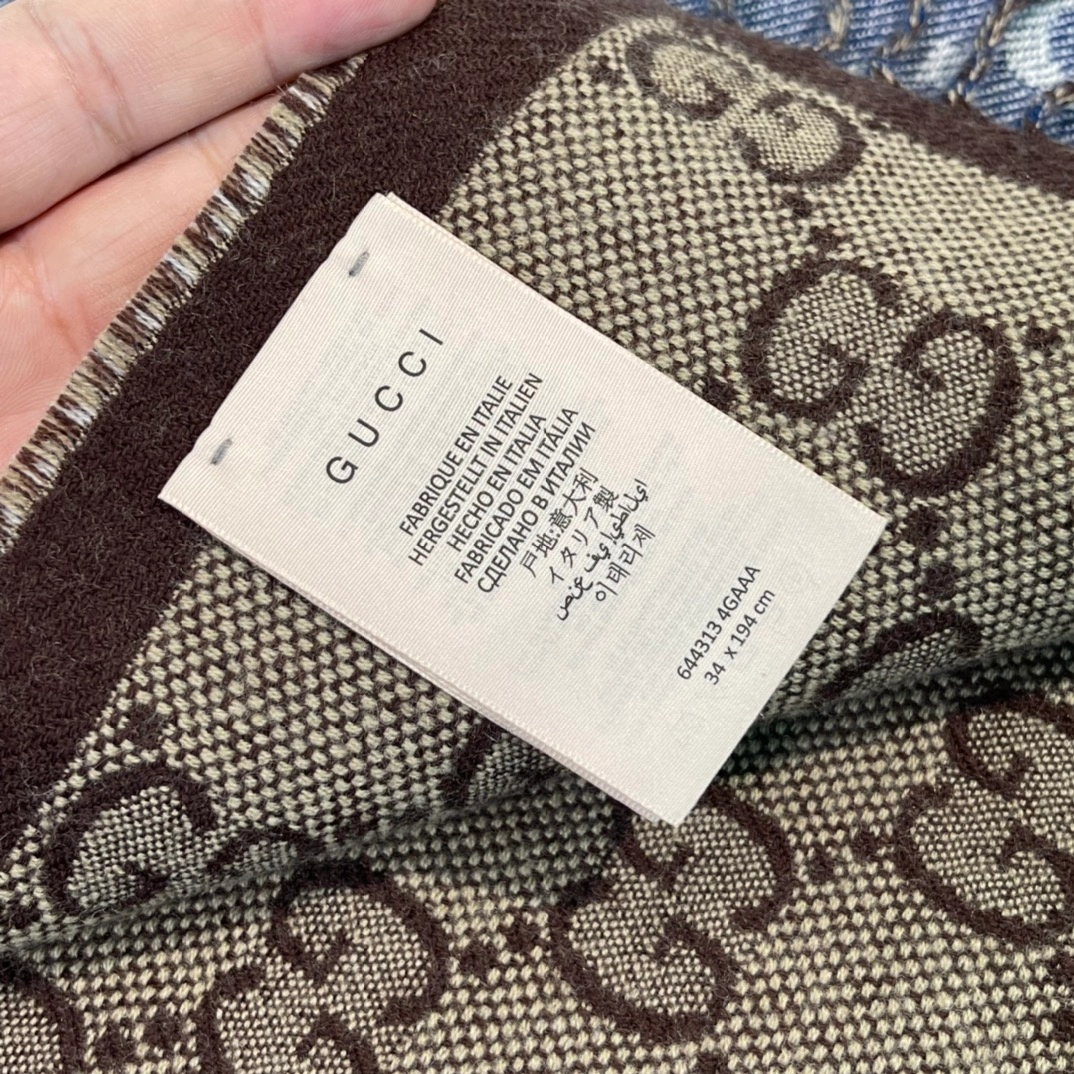 GUCCI
FABRIQUE EN ITALIE
HERGESTELLT IN ITALIEN
HECHO EN ITALIA
FABRICADO EM ITÁLIA
СДЕЛАНО В ИТАЛИИ
戸地:意大利
イタリア製
이태리제
644313 4GAAA
34 x 194 cm